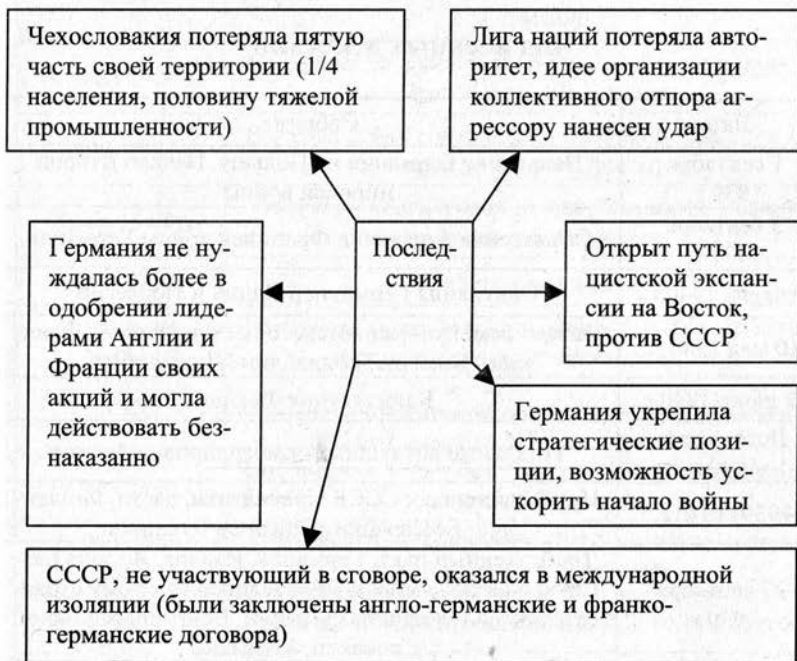 Чехословакия потеряла пятую
часть своей территории (1/4
населения, половину тяжелой
промышленности)
Лига наций потеряла авто-
ритет, идее организации
коллективного отпора аг-
рессору нанесен удар
Германия не ну-
ждалась более в
одобрении лиде-
рами Англии и
Франции своих
акций и могла
действовать без-
наказанно
Послед-
ствия
Открыт путь на-
цистской экспан-
сии на Восток,
против СССР
Германия укрепила
стратегические пози-
ции, возможность ус-
корить начало войны
СССР, не участвующий в сговоре, оказался в международной
изоляции (были заключены англо-германские и франко-
германские договора)